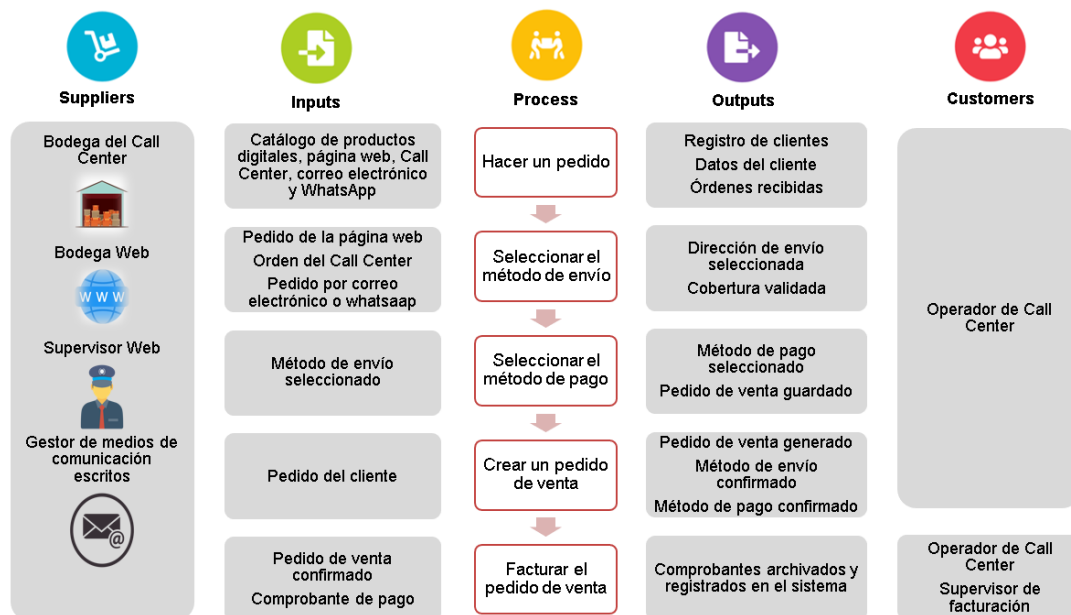 Suppliers
Inputs
Process
Outputs
Customers
Bodega del Call
Center
Bodega Web
W W W
Supervisor Web
Gestor de medios de
comunicación
escritos
@
Catálogo de productos
digitales, página web, Call
Center, correo electrónico
y WhatsApp
Hacer un pedido
Registro de clientes
Datos del cliente
Órdenes recibidas
Pedido de la página web
Orden del Call Center
Pedido por correo
electrónico o whatsaap
Seleccionar el
método de envío
Dirección de envío
seleccionada
Cobertura validada
Método de envío
seleccionado
Seleccionar el
método de pago
Método de pago
seleccionado
Pedido de venta guardado
Pedido del cliente
Crear un pedido
de venta
Pedido de venta generado
Método de envío
confirmado
Método de pago confirmado
Operador de Call
Center
Pedido de venta
confirmado
Comprobante de pago
Facturar el
pedido de venta
Comprobantes archivados y
registrados en el sistema
Operador de Call
Center
Supervisor de
facturación